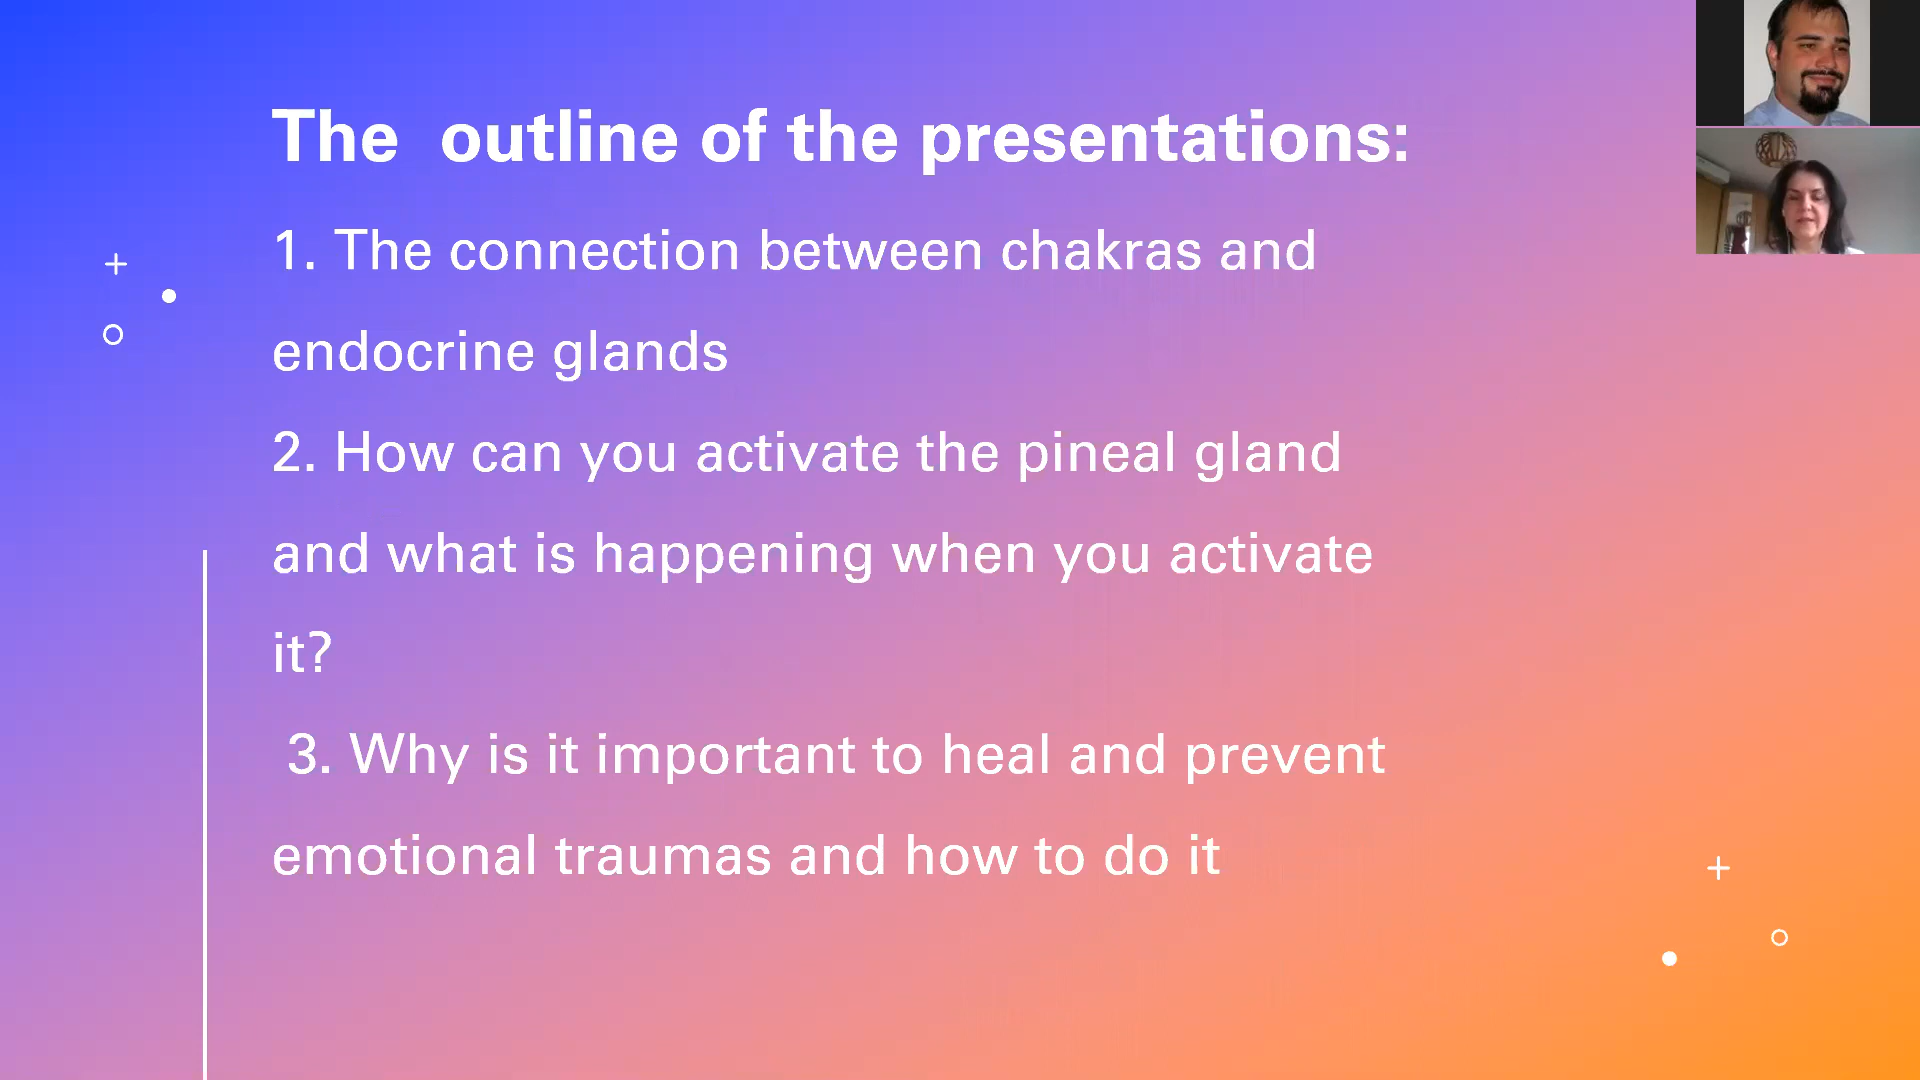 The  outline of the presentations:
1. The connection between chakras and
endocrine glands
2. How can you activate the pineal gland
and what is happening when you activate
it?
3. Why is it important to heal and prevent
emotional traumas and how to do it